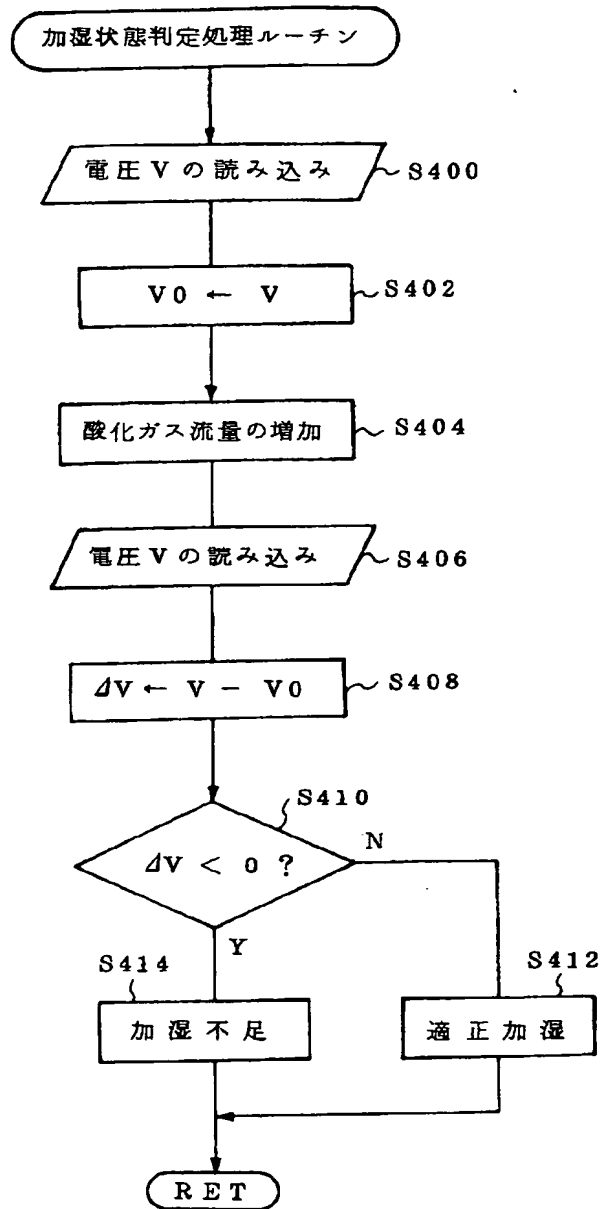 加湿状態判定処理ルーチン
電圧Vの読み込み
S400
V0 ← V
S402
酸化ガス流量の増加
S404
電圧Vの読み込み
S406
ΔV ← V − V0
S408
S410
ΔV < 0 ?
N
Y
S414
S412
加湿不足
適正加湿
RET